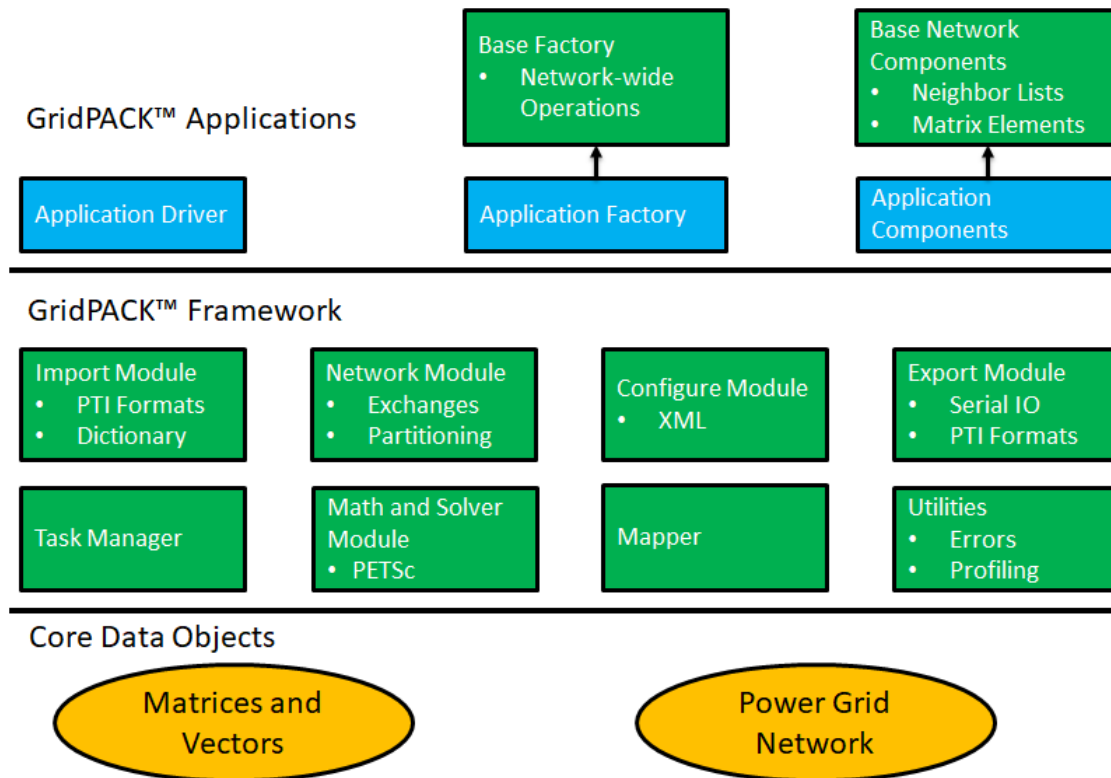 Base Factory
• Network-wide
Operations
Base Network
Components
• Neighbor Lists
• Matrix Elements
GridPACK™ Applications
Application Driver
Application Factory
Application
Components
GridPACK™ Framework
Import Module
• PTI Formats
• Dictionary
Network Module
• Exchanges
• Partitioning
Configure Module
• XML
Export Module
• Serial IO
• PTI Formats
Task Manager
Math and Solver
Module
• PETSc
Mapper
Utilities
• Errors
• Profiling
Core Data Objects
Matrices and
Vectors
Power Grid
Network